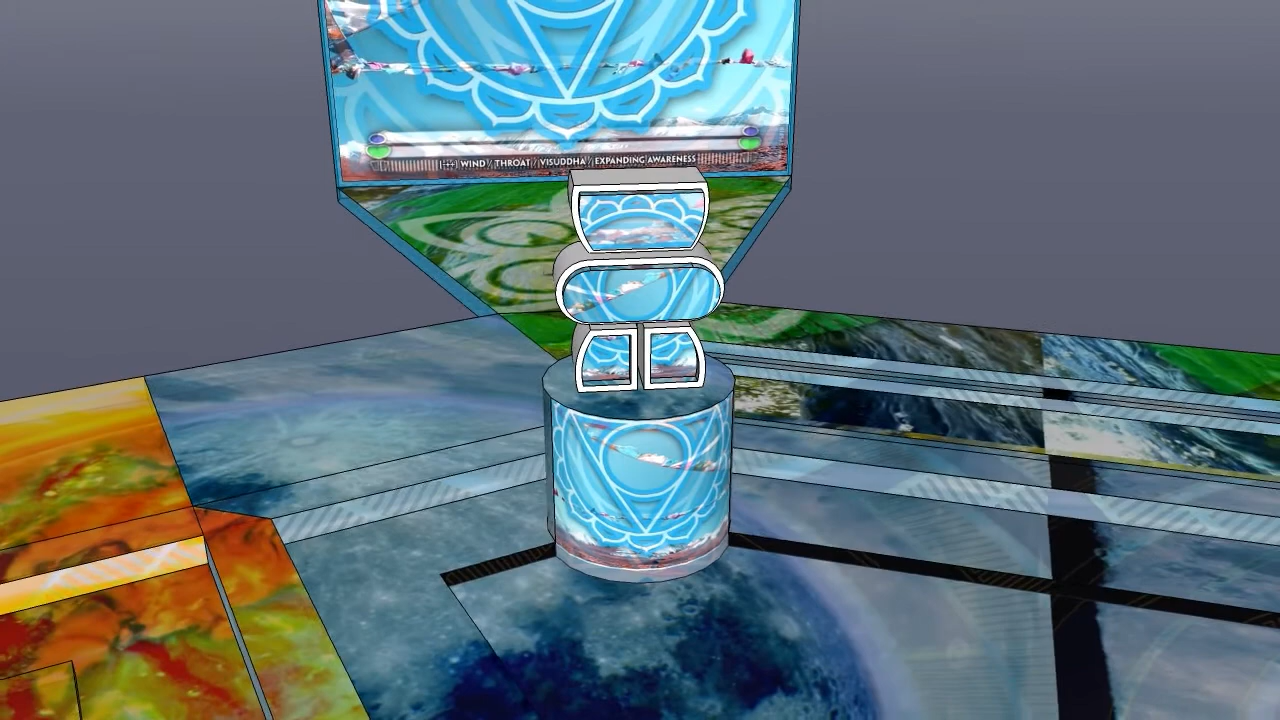 [++] WIND // THROAT // VISUDDHA // EXPANDING AWARENESS